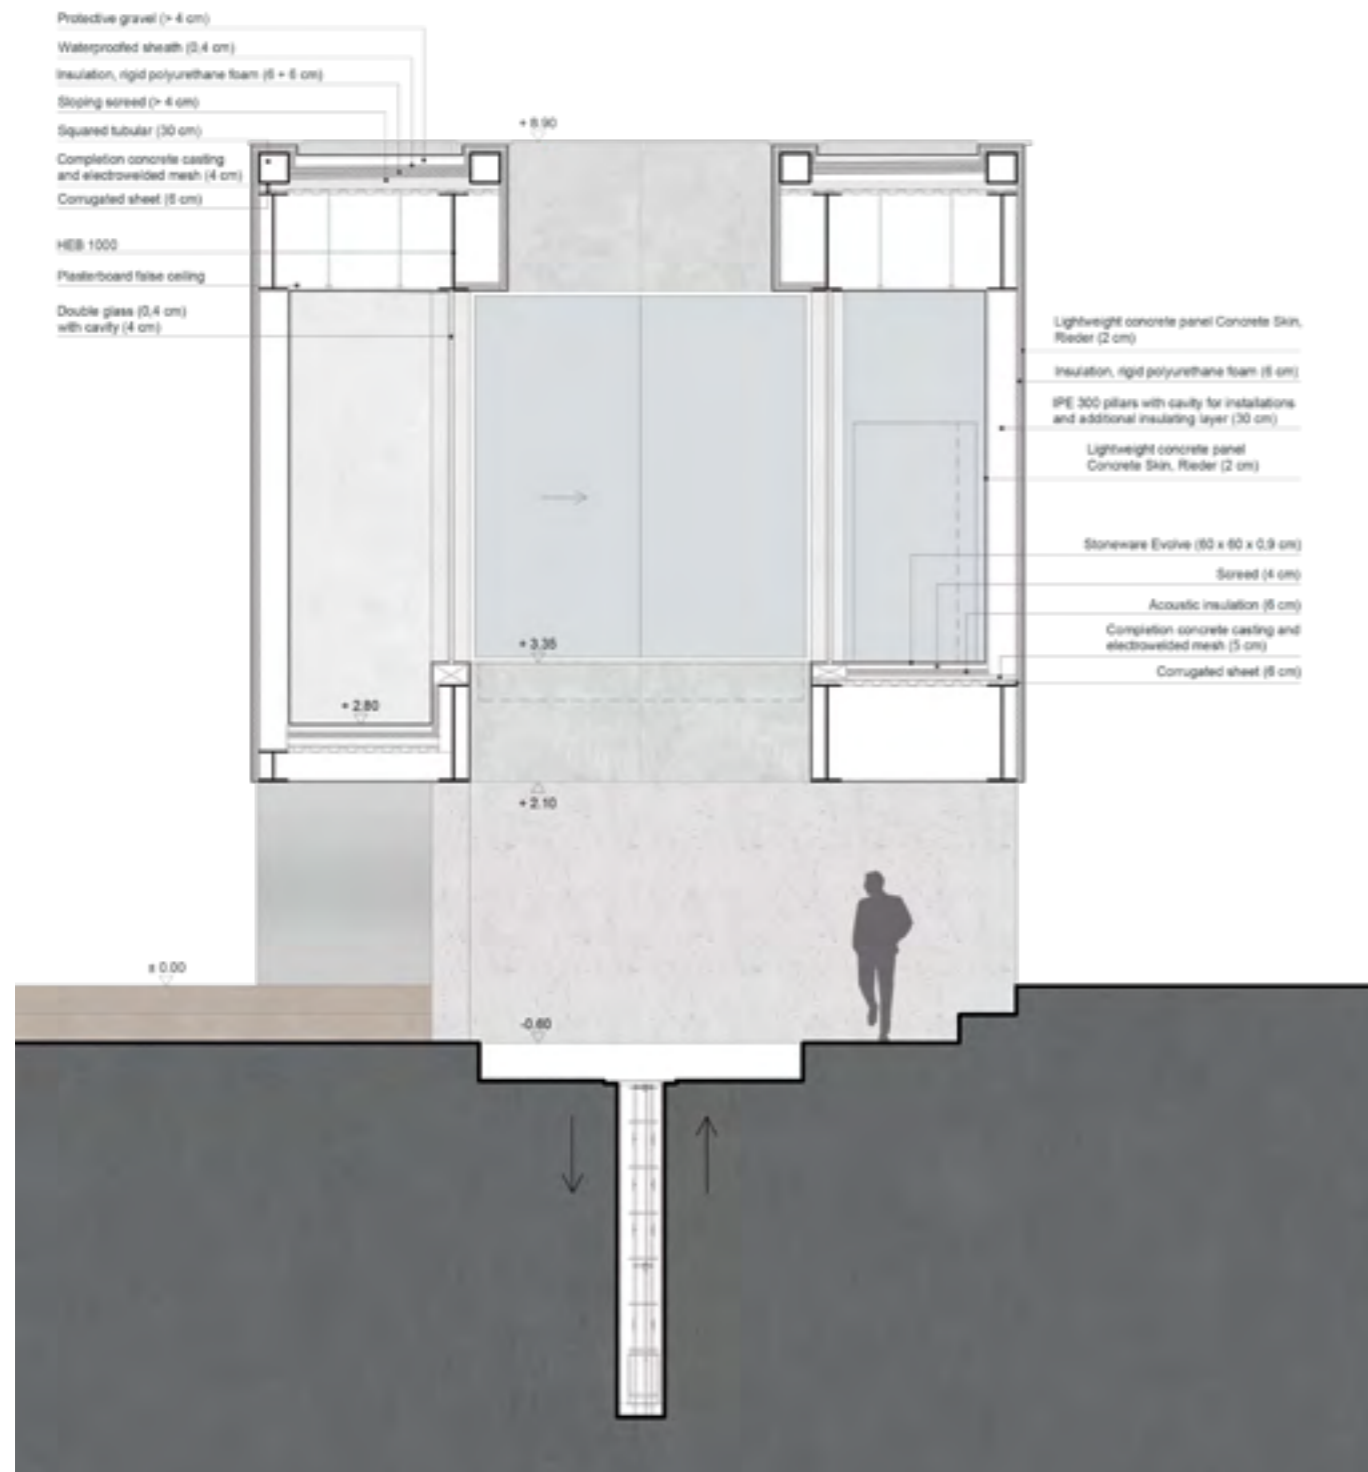 Protective gravel (> 4 cm)
Waterproofed sheath (0,4 cm)
Insulation, rigid polyurethane foam (6 + 6 cm)
Sloping screed (> 4 cm)
Squared tubular (30 cm)
Completion concrete casting
and electrowelded mesh (4 cm)
Corrugated sheet (6 cm)
HEB 1000
Plasterboard false ceiling
Double glass (0,4 cm)
with cavity (4 cm)
+ 8.90
Lightweight concrete panel Concrete Skin,
Rieder (2 cm)
Insulation, rigid polyurethane foam (6 cm)
IPE 300 pillars with cavity for installations
and additional insulating layer (30 cm)
Lightweight concrete panel
Concrete Skin, Rieder (2 cm)
Stoneware Evolve (60 x 60 x 0,9 cm)
Screed (4 cm)
Acoustic insulation (6 cm)
Completion concrete casting and
electrowelded mesh (5 cm)
Corrugated sheet (6 cm)
+ 3.35
+ 2.80
+ 2.10
± 0.00
-0.60